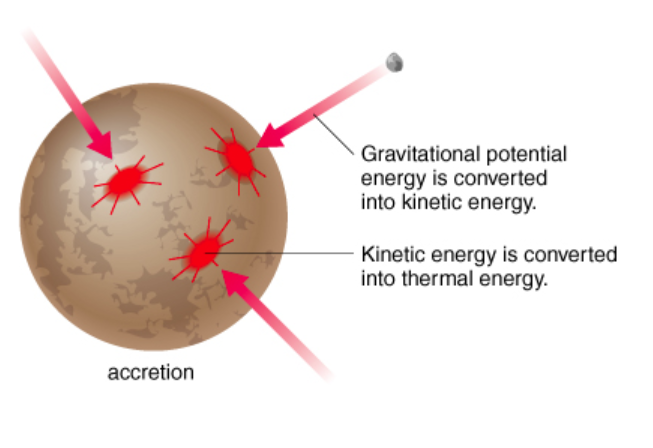 Gravitational potential
energy is converted
into kinetic energy.
Kinetic energy is converted
into thermal energy.
accretion